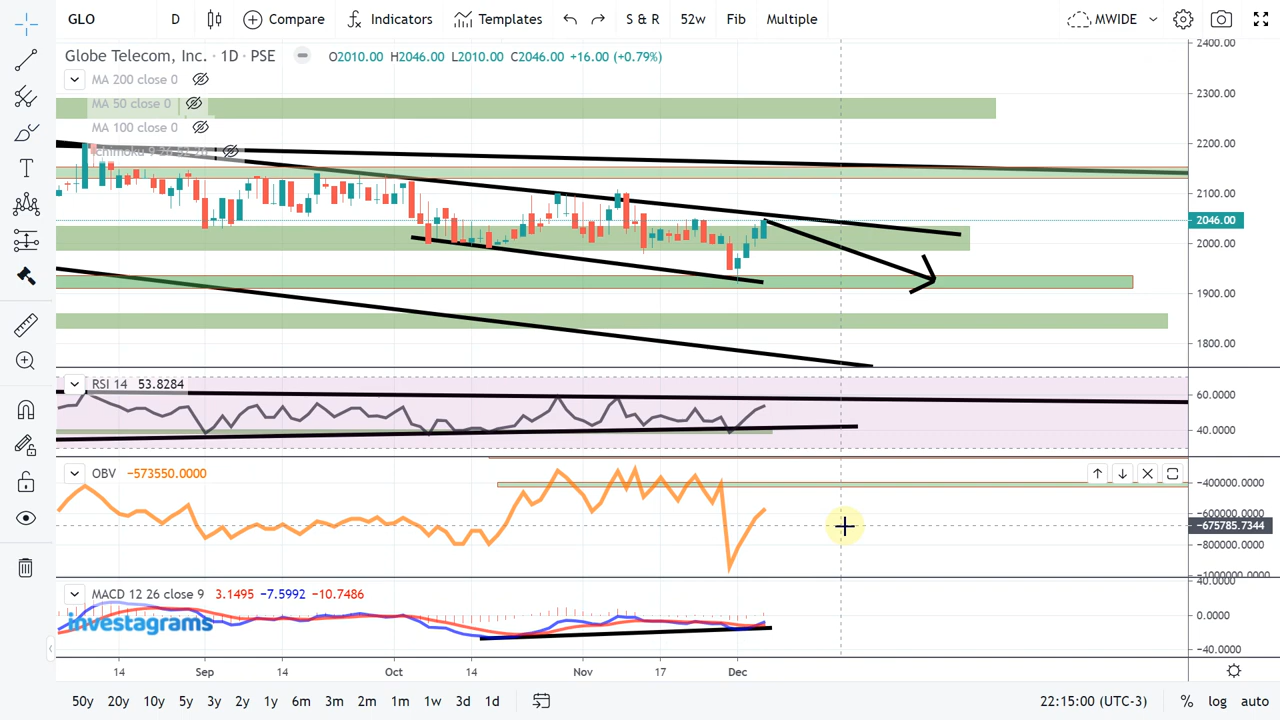 GLO D Compare Indicators Templates S & R 52w Fib Multiple MWIDE
Globe Telecom, Inc. · 1D · PSE O2010.00 H2046.00 L2010.00 C2046.00 +16.00 (+0.79%)
MA 200 close 0
MA 50 close 0
MA 100 close 0
2400.00
2300.00
2200.00
2100.00
2046.00
2000.00
1900.00
1800.00
RSI 14 53.8284
60.0000
40.0000
OBV −573550.0000
−400000.0000
−600000.0000
−675785.7344
−800000.0000
−1000000.0000
MACD 12 26 close 9 3.1495 −7.5992 −10.7486
40.0000
0.0000
−40.0000
investagrams
14 Sep 14 Oct 14 Nov 17 Dec
50y 20y 10y 5y 3y 2y 1y 6m 3m 2m 1m 1w 3d 1d 22:15:00 (UTC-3) % log auto